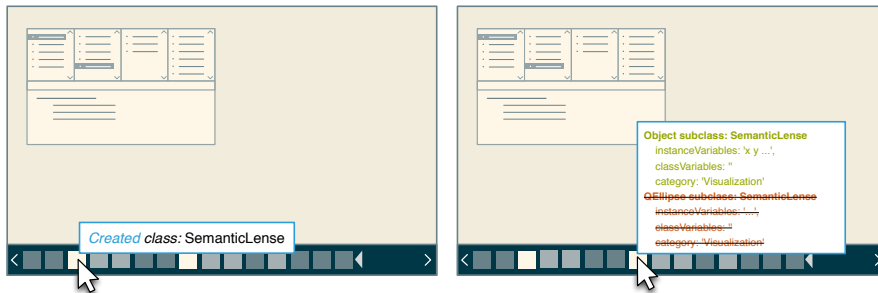 Created class: SemanticLense
Object subclass: SemanticLense
instanceVariables: 'x y ...',
classVariables: ''
category: 'Visualization'
QEllipse subclass: SemanticLense
instanceVariables: '...',
classVariables: ''
category: 'Visualization'